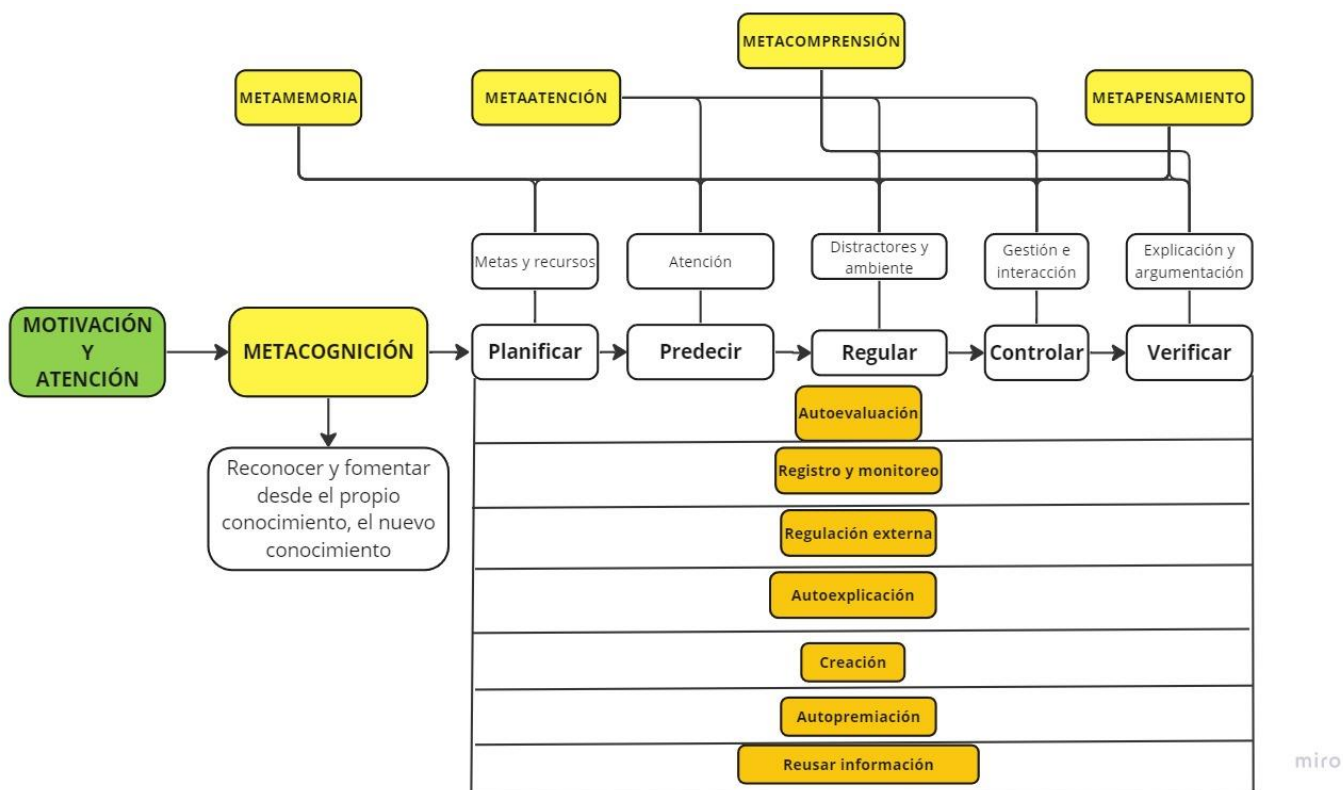 METACOMPRENSIÓN
METAMEMORIA
METAATENCIÓN
METAPENSAMIENTO
Metas y recursos
Atención
Distractores y
ambiente
Gestión e
interacción
Explicación y
argumentación
MOTIVACIÓN
Y
ATENCIÓN
METACOGNICIÓN
Planificar
Predecir
Regular
Controlar
Verificar
Reconocer y fomentar
desde el propio
conocimiento, el nuevo
conocimiento
Autoevaluación
Registro y monitoreo
Regulación externa
Autoexplicación
Creación
Autopremiación
Reusar información
miro